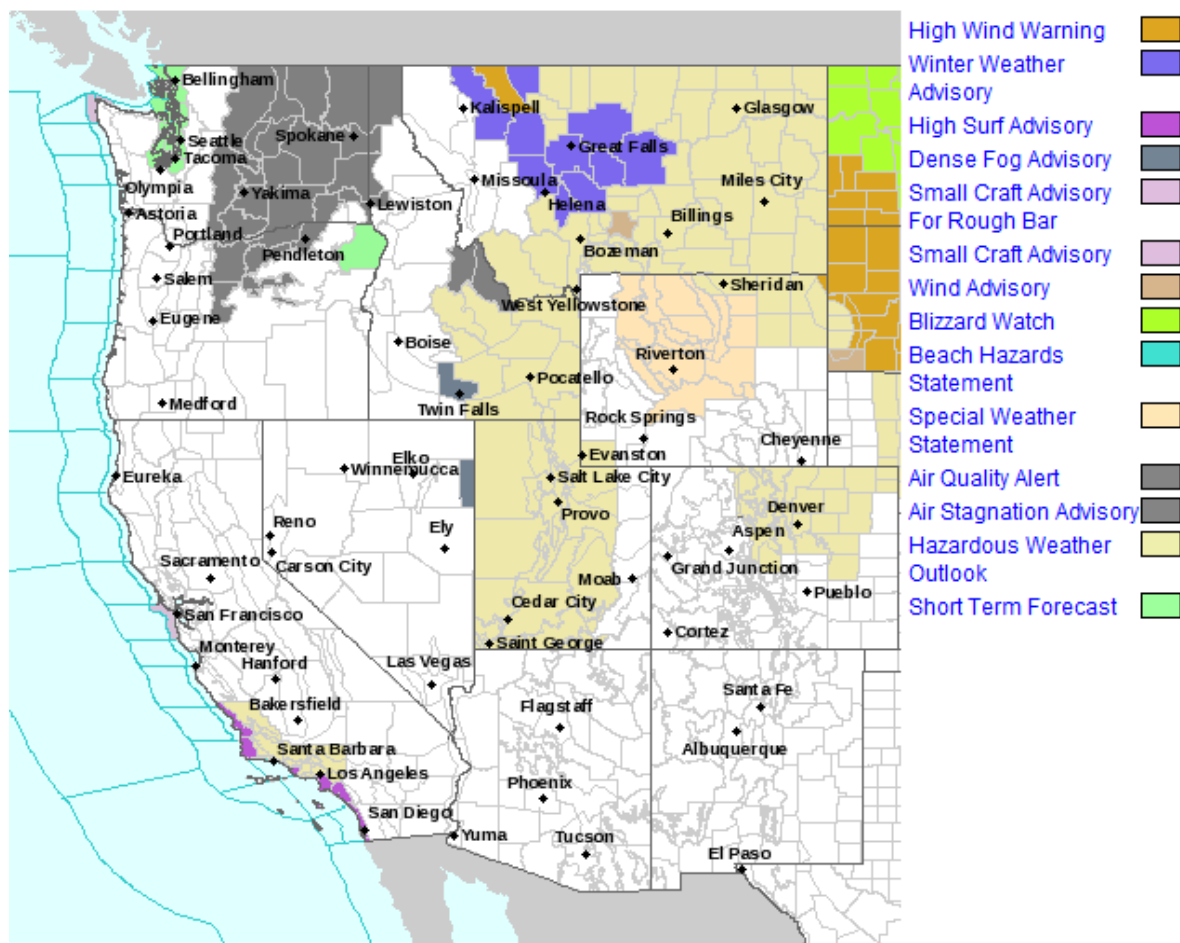 Bellingham
Seattle
Tacoma
Olympia
Spokane
Yakima
Lewiston
Astoria
Portland
Pendleton
Salem
Eugene
Medford
Kalispell
Great Falls
Glasgow
Missoula
Helena
Miles City
Billings
Bozeman
West Yellowstone
Sheridan
Boise
Pocatello
Twin Falls
Riverton
Rock Springs
Cheyenne
Evanston
Eureka
Elko
Winnemucca
Salt Lake City
Provo
Reno
Ely
Denver
Aspen
Sacramento
Carson City
Moab
Grand Junction
Pueblo
San Francisco
Cedar City
Cortez
Saint George
Monterey
Hanford
Las Vegas
Bakersfield
Flagstaff
Santa Fe
Santa Barbara
Albuquerque
Los Angeles
Phoenix
San Diego
Yuma
Tucson
El Paso
High Wind Warning
Winter Weather
Advisory
High Surf Advisory
Dense Fog Advisory
Small Craft Advisory
For Rough Bar
Small Craft Advisory
Wind Advisory
Blizzard Watch
Beach Hazards
Statement
Special Weather
Statement
Air Quality Alert
Air Stagnation Advisory
Hazardous Weather
Outlook
Short Term Forecast